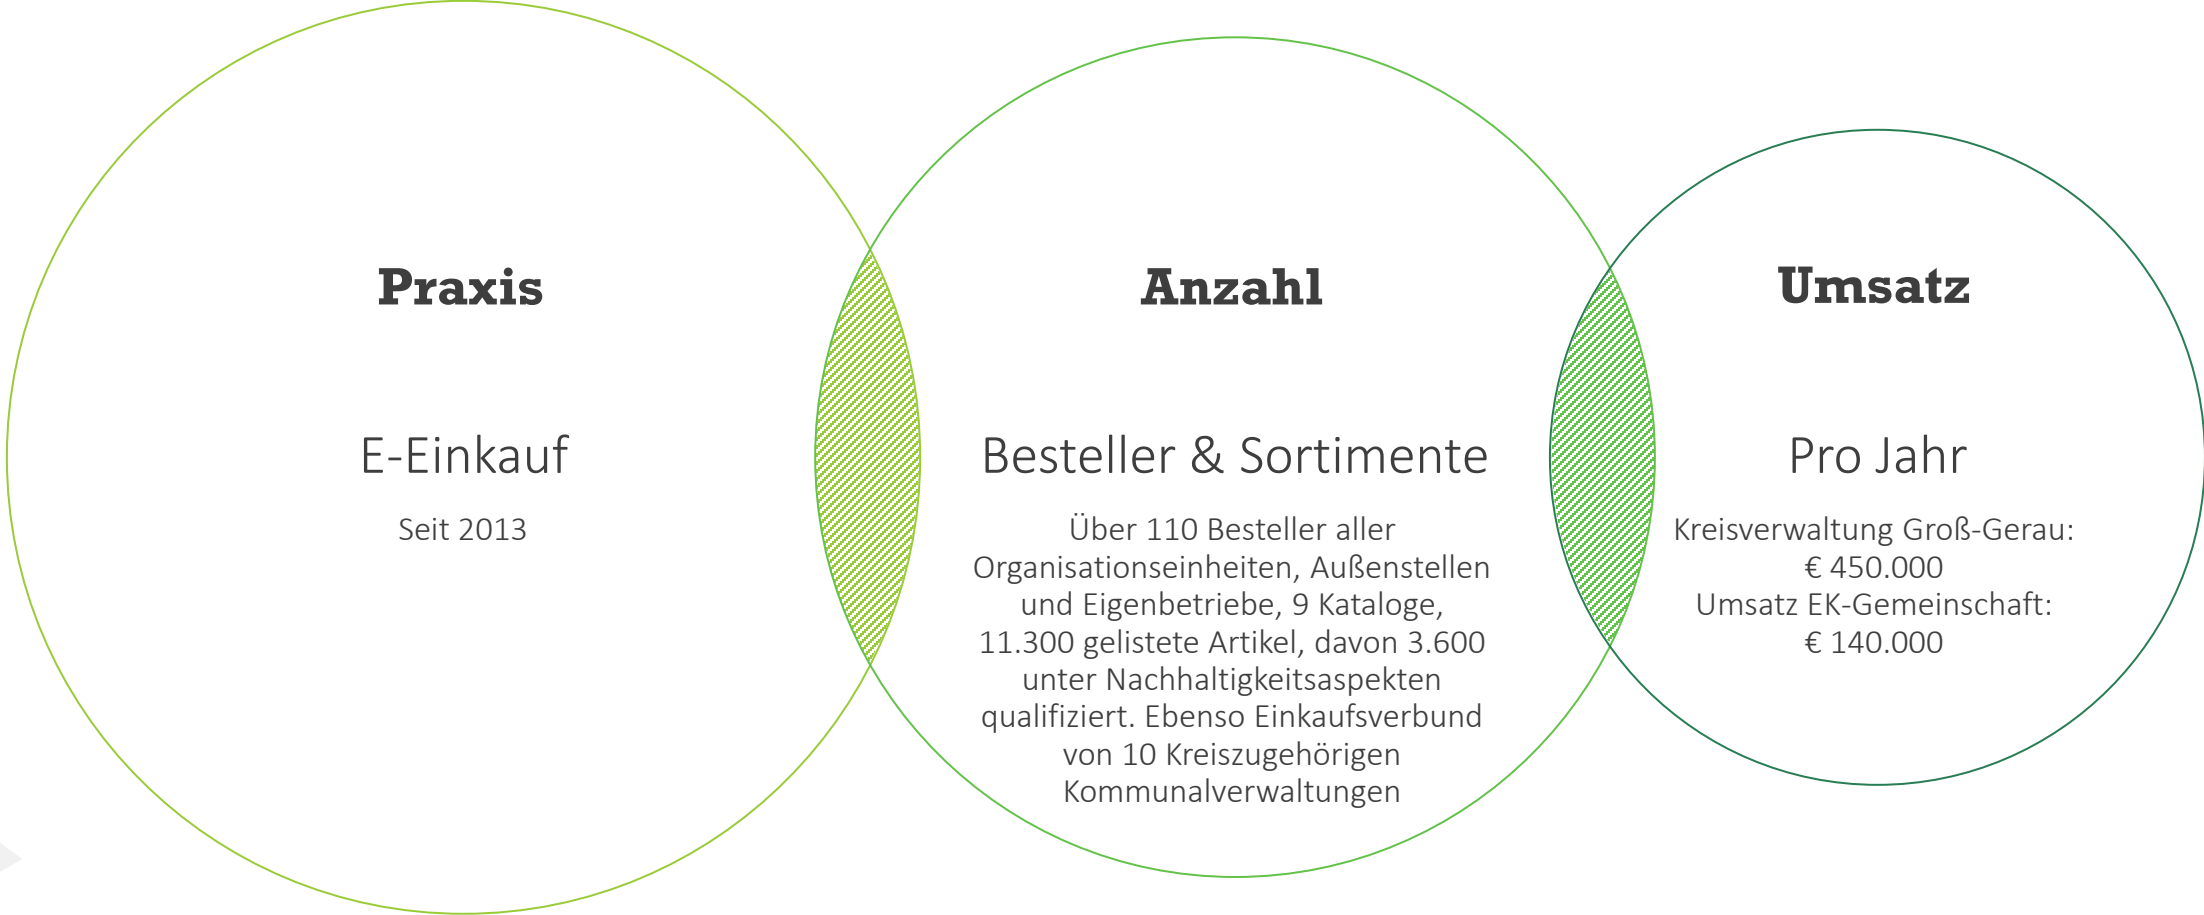 Praxis
E-Einkauf
Seit 2013
Anzahl
Besteller & Sortimente
Über 110 Besteller aller
Organisationseinheiten, Außenstellen
und Eigenbetriebe, 9 Kataloge,
11.300 gelistete Artikel, davon 3.600
unter Nachhaltigkeitsaspekten
qualifiziert. Ebenso Einkaufsverbund
von 10 Kreiszugehörigen
Kommunalverwaltungen
Umsatz
Pro Jahr
Kreisverwaltung Groß-Gerau:
€ 450.000
Umsatz EK-Gemeinschaft:
€ 140.000